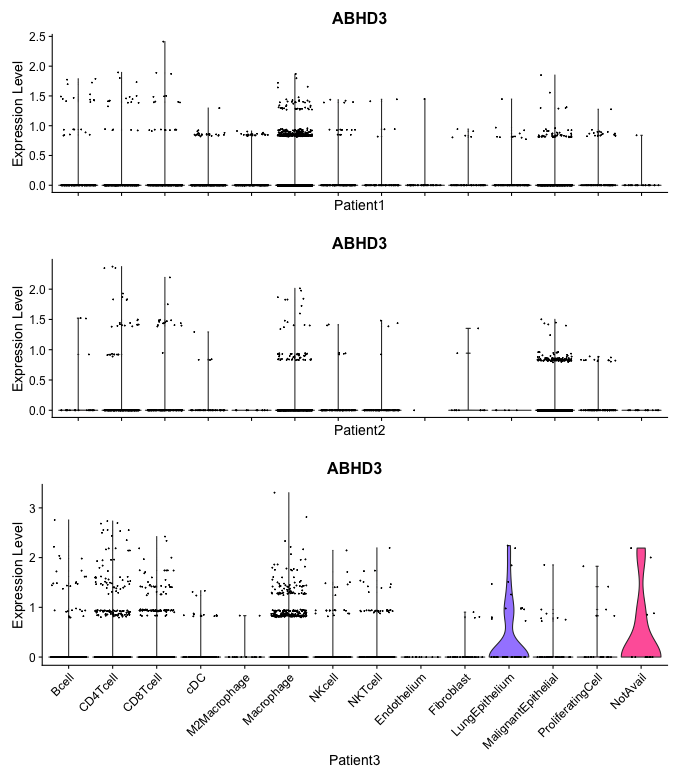 ABHD3
Expression Level
2.5
2.0
1.5
1.0
0.5
0.0
Patient1
ABHD3
Expression Level
2.0
1.5
1.0
0.5
0.0
Patient2
ABHD3
Expression Level
3
2
1
0
Bcell
CD4Tcell
CD8Tcell
cDC
M2Macrophage
Macrophage
NKcell
NKTcell
Endothelium
Fibroblast
LungEpithelium
MalignantEpithelial
ProliferatingCell
NotAvail
Patient3